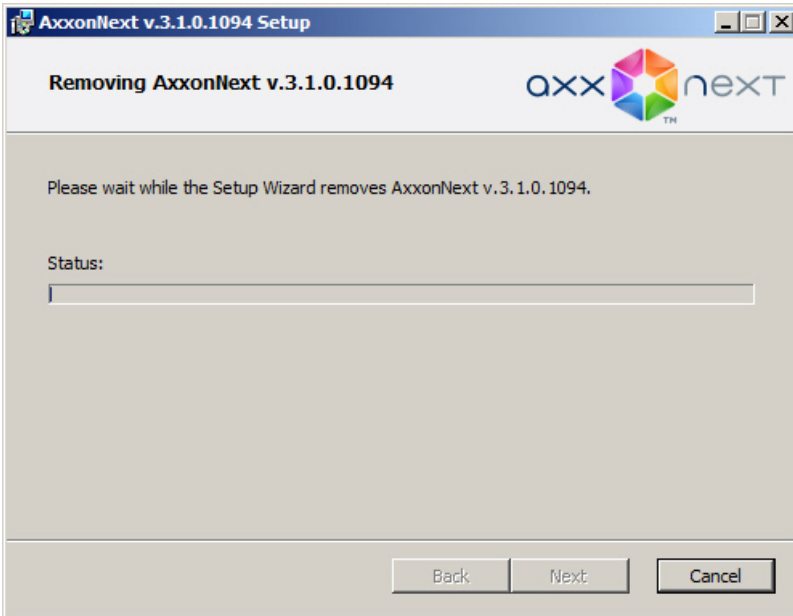 AxxonNext v.3.1.0.1094 Setup
Removing AxxonNext v.3.1.0.1094
axx next
TM
Please wait while the Setup Wizard removes AxxonNext v.3.1.0.1094.
Status:
Back Next Cancel